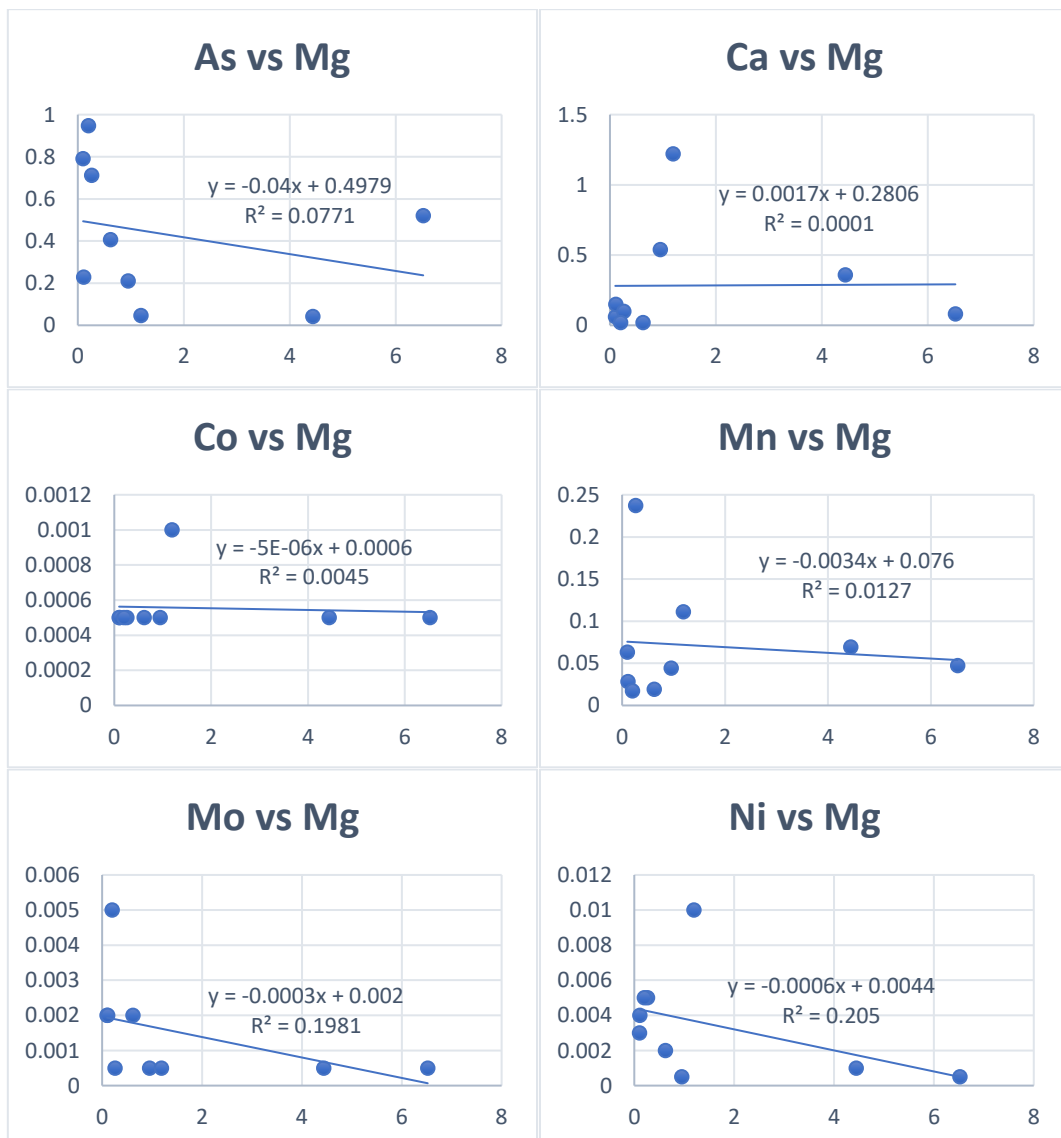 As vs Mg
1
0.8
0.6
0.4
0.2
0
y = -0.04x + 0.4979
R² = 0.0771
0 2 4 6 8
Ca vs Mg
1.5
1
0.5
0
y = 0.0017x + 0.2806
R² = 0.0001
0 2 4 6 8
Co vs Mg
0.0012
0.001
0.0008
0.0006
0.0004
0.0002
0
y = -5E-06x + 0.0006
R² = 0.0045
0 2 4 6 8
Mn vs Mg
0.25
0.2
0.15
0.1
0.05
0
y = -0.0034x + 0.076
R² = 0.0127
0 2 4 6 8
Mo vs Mg
0.006
0.005
0.004
0.003
0.002
0.001
0
y = -0.0003x + 0.002
R² = 0.1981
0 2 4 6 8
Ni vs Mg
0.012
0.01
0.008
0.006
0.004
0.002
0
y = -0.0006x + 0.0044
R² = 0.205
0 2 4 6 8